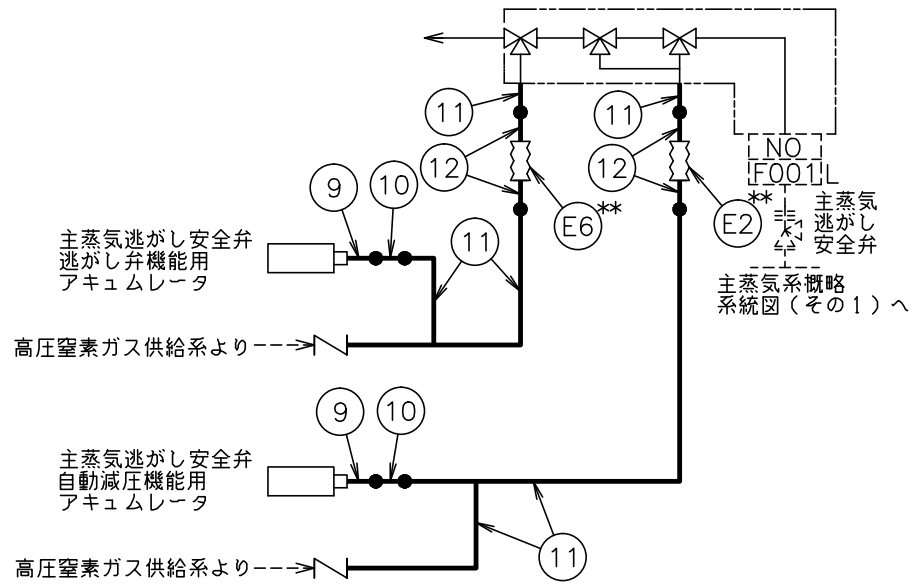 11
11
NO
F001L
12
12
**
主蒸気
逃がし
安全弁
9
10
E6**
E2
主蒸気逃がし安全弁
逃がし弁機能用
アキュムレータ
11
主蒸気系概略
系統図(その1)へ
高圧窒素ガス供給系より
9
10
主蒸気逃がし安全弁
自動減圧機能用
アキュムレータ
11
高圧窒素ガス供給系より